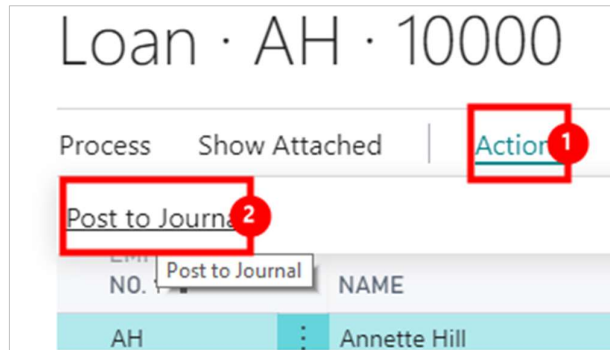 Loan · AH · 10000
Process Show Attached Action 1
Post to Journa 2
Post to Journal
NO. NAME
AH Annette Hill